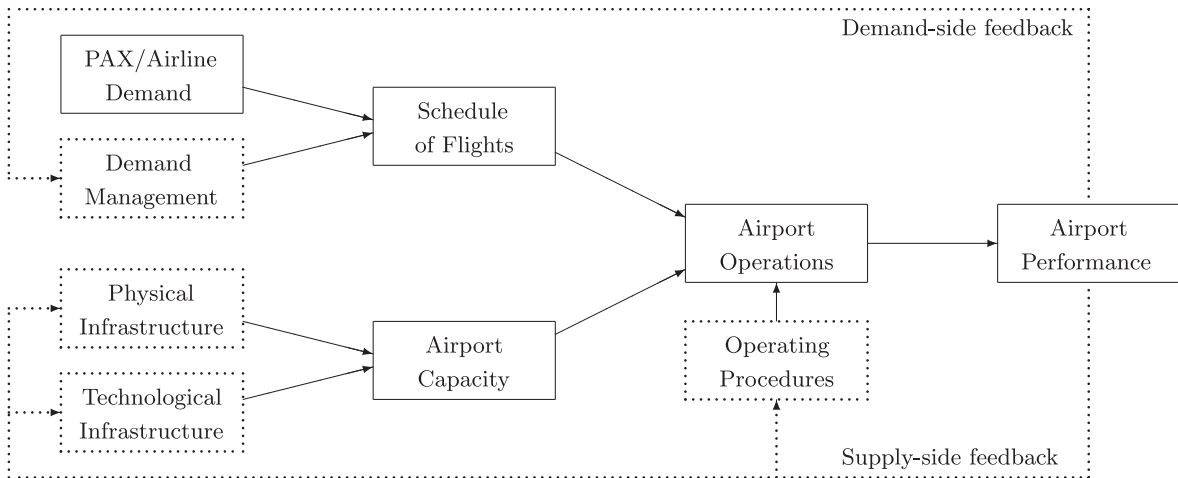 Demand-side feedback
PAX/Airline
Demand
Schedule
of Flights
Demand
Management
Airport
Operations
Airport
Performance
Physical
Infrastructure
Airport
Capacity
Operating
Procedures
Technological
Infrastructure
Supply-side feedback